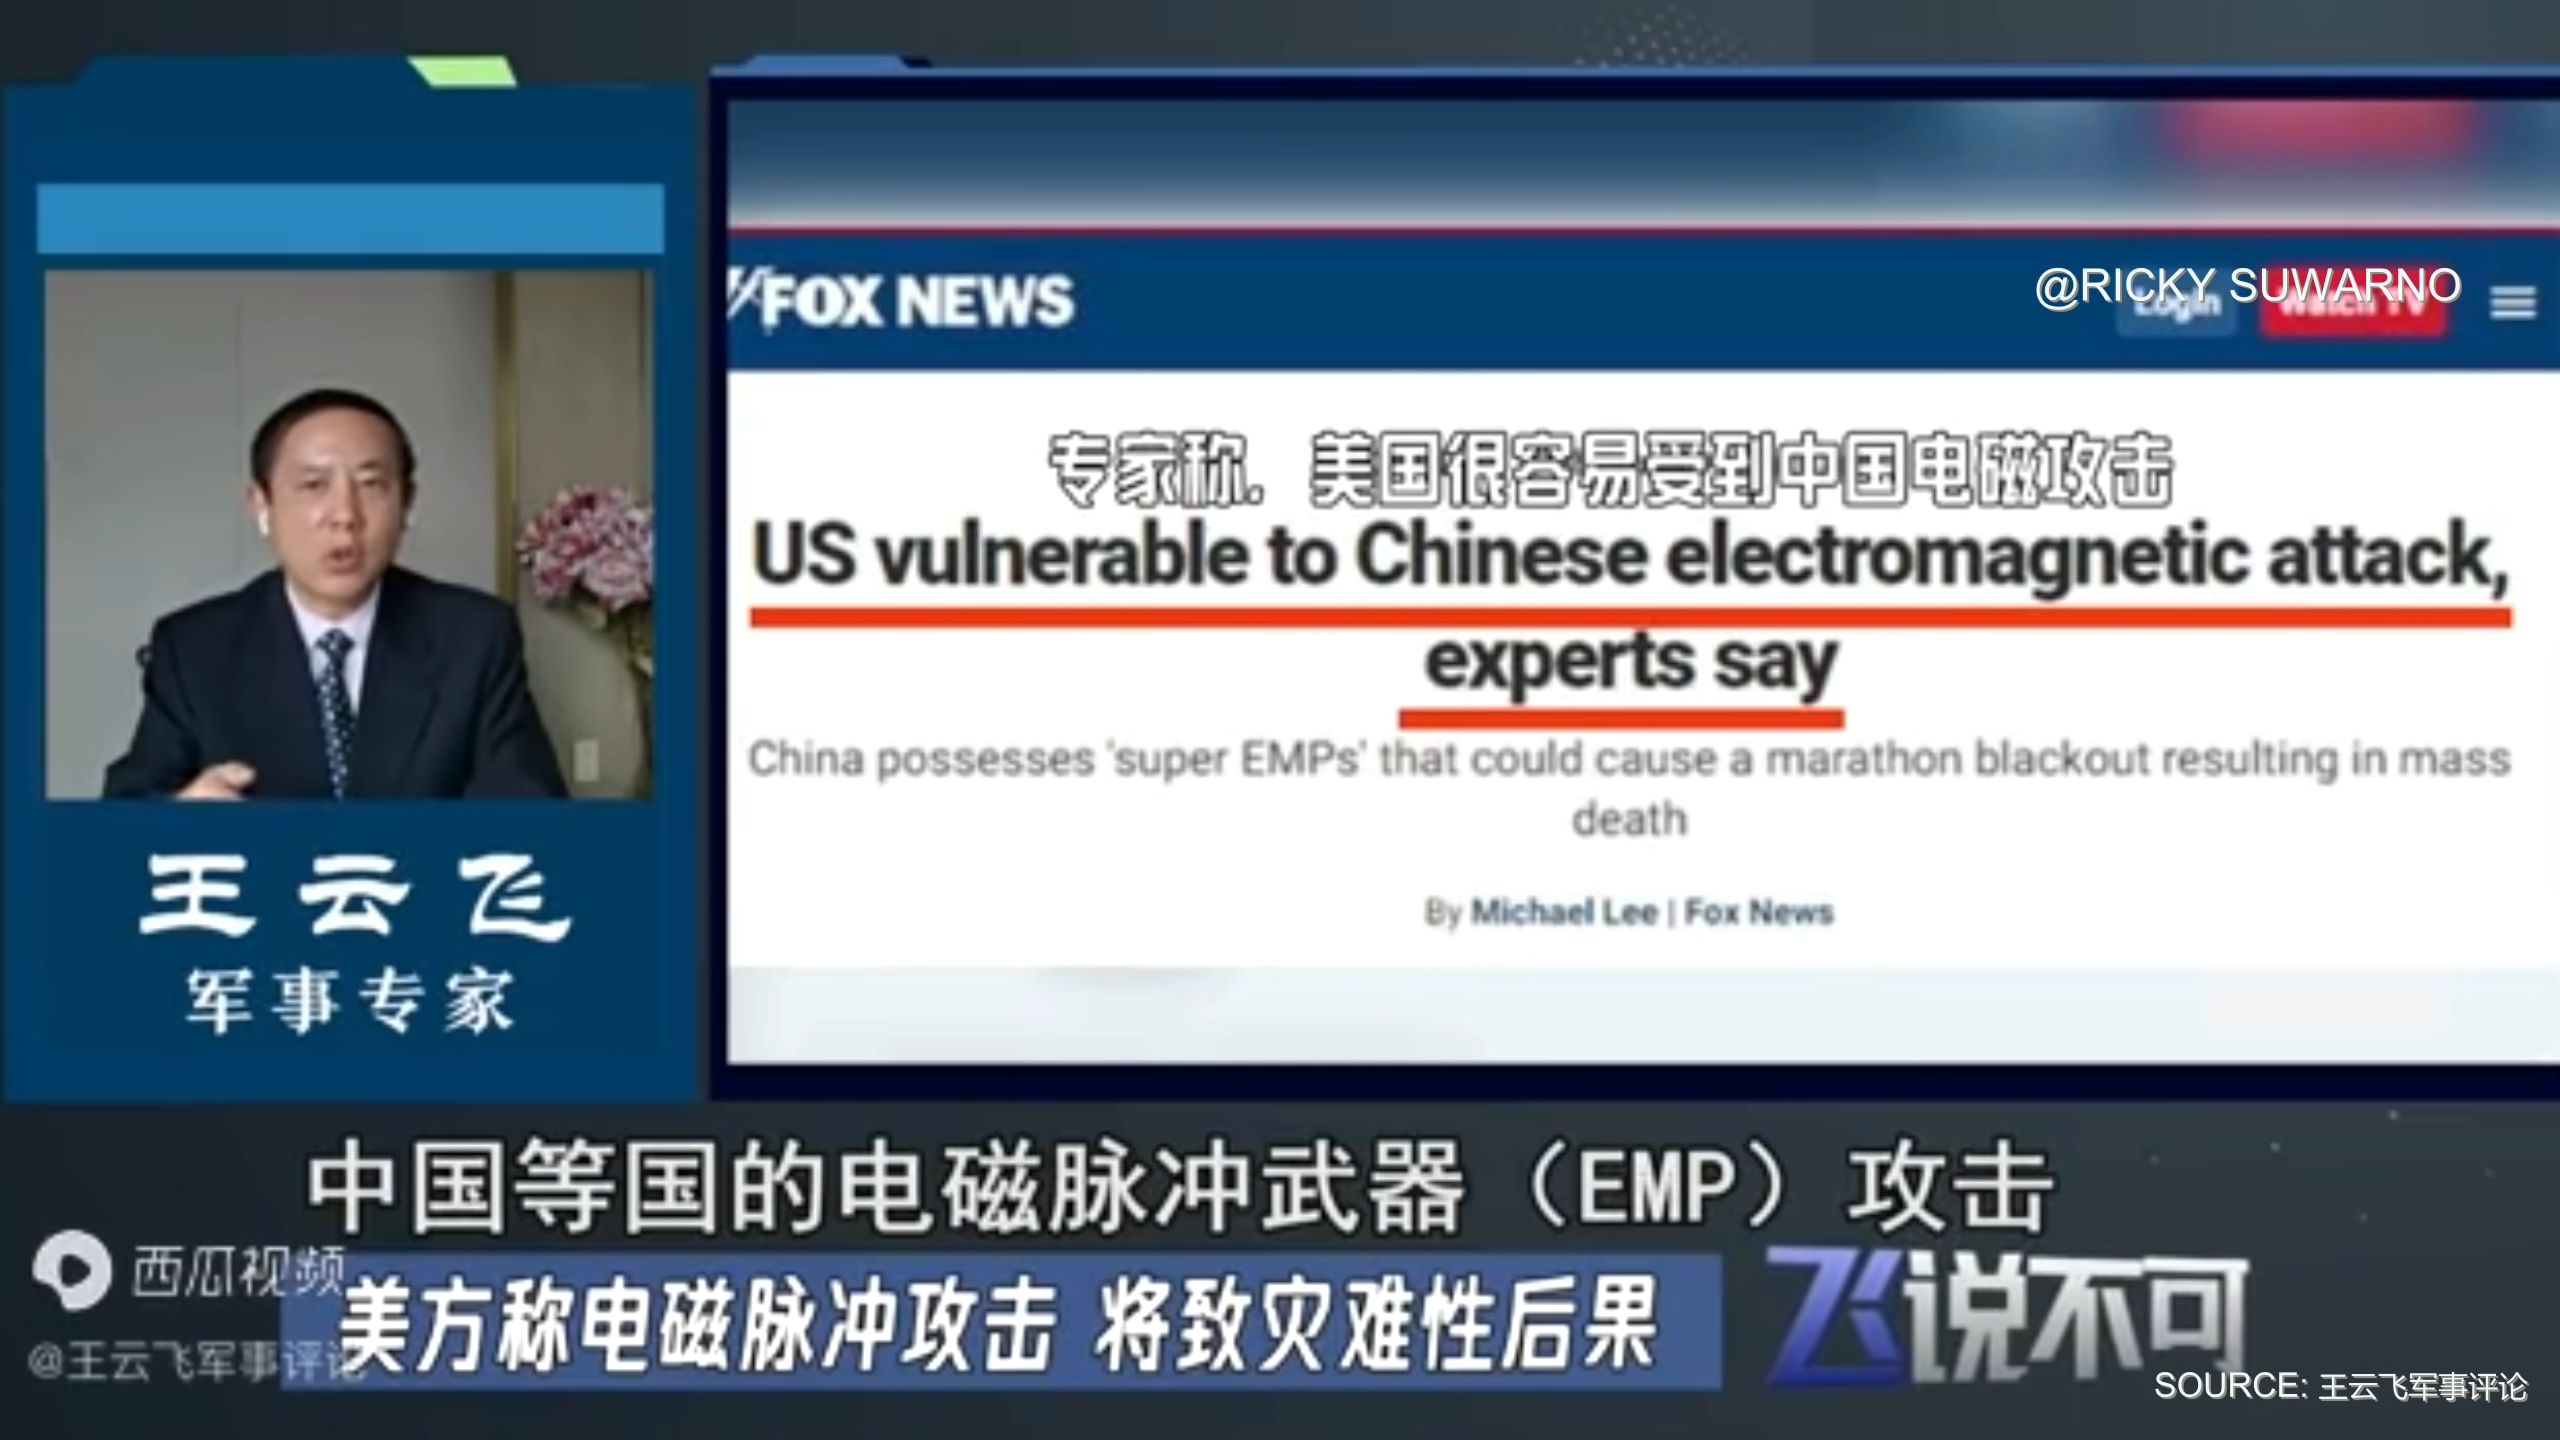 FOX NEWS
@RICKY SUWARNO
Login
Watch TV
专家称，美国很容易受到中国电磁攻击
US vulnerable to Chinese electromagnetic attack,
experts say
China possesses 'super EMPs' that could cause a marathon blackout resulting in mass
death
By Michael Lee | Fox News
王云飞
军事专家
中国等国的电磁脉冲武器（EMP）攻击
西瓜视频
美方称电磁脉冲攻击 将致灾难性后果
飞说不可
@王云飞军事评论
SOURCE: 王云飞军事评论